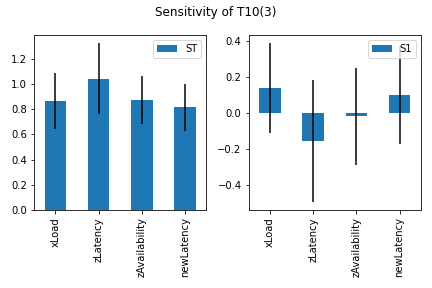 Sensitivity of T10(3)
ST
1.2
1.0
0.8
0.6
0.4
0.2
0.0
xLoad
zLatency
zAvailability
newLatency
S1
0.4
0.2
0.0
−0.2
−0.4
xLoad
zLatency
zAvailability
newLatency